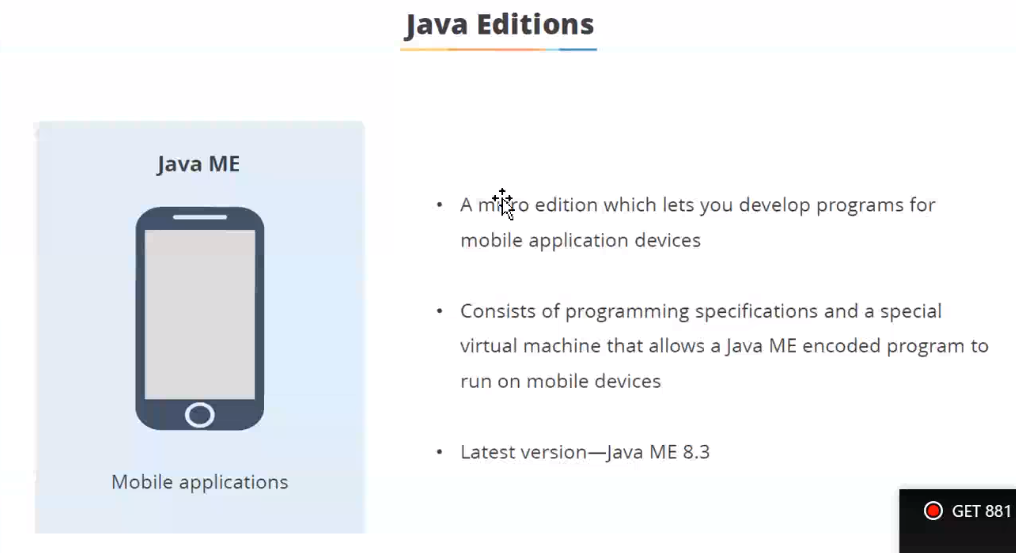 Java Editions
Java ME
Mobile applications
• A micro edition which lets you develop programs for
mobile application devices
• Consists of programming specifications and a special
virtual machine that allows a Java ME encoded program to
run on mobile devices
• Latest version—Java ME 8.3
GET 881